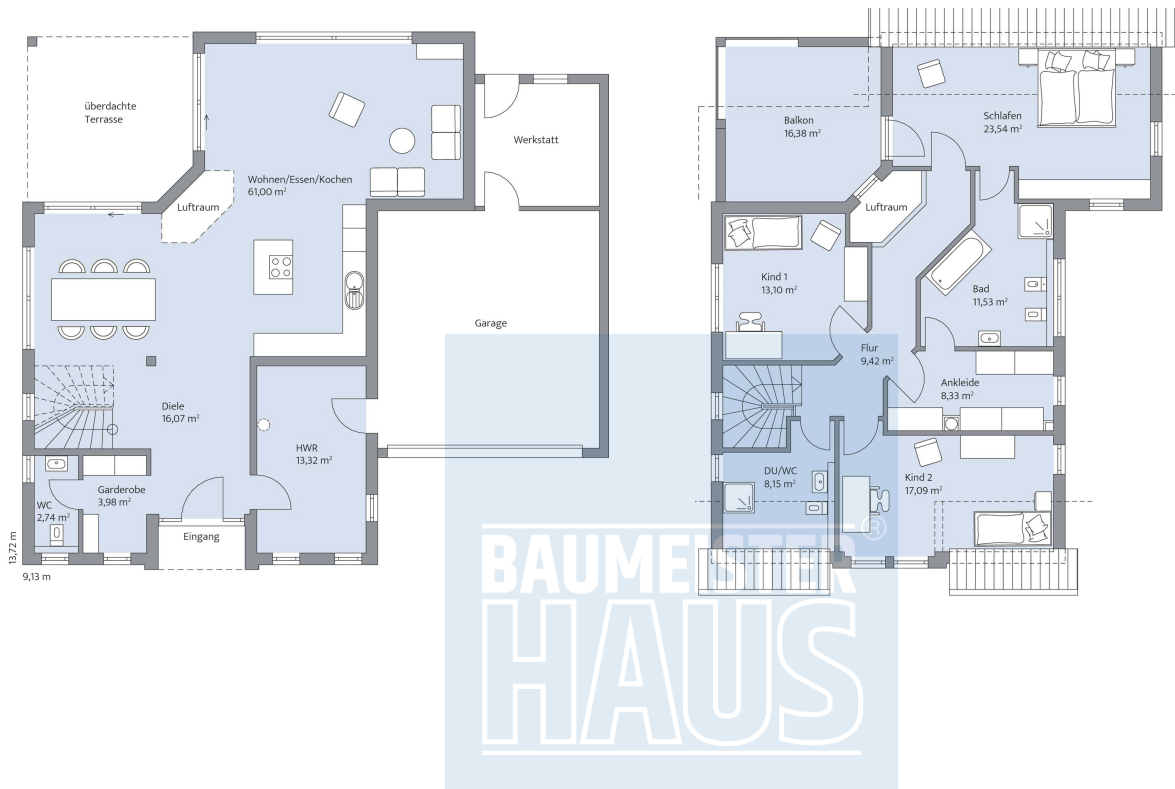 überdachte
Terrasse
Werkstatt
Wohnen/Essen/Kochen
61,00 m²
Luftraum
Garage
Diele
16,07 m²
HWR
13,32 m²
Garderobe
3,98 m²
WC
2,74 m²
Eingang
13,72 m
9,13 m
Balkon
16,38 m²
Schlafen
23,54 m²
Luftraum
Kind 1
13,10 m²
Bad
11,53 m²
Flur
9,42 m²
Ankleide
8,33 m²
DU/WC
8,15 m²
Kind 2
17,09 m²
BAUMEISTER®
HAUS